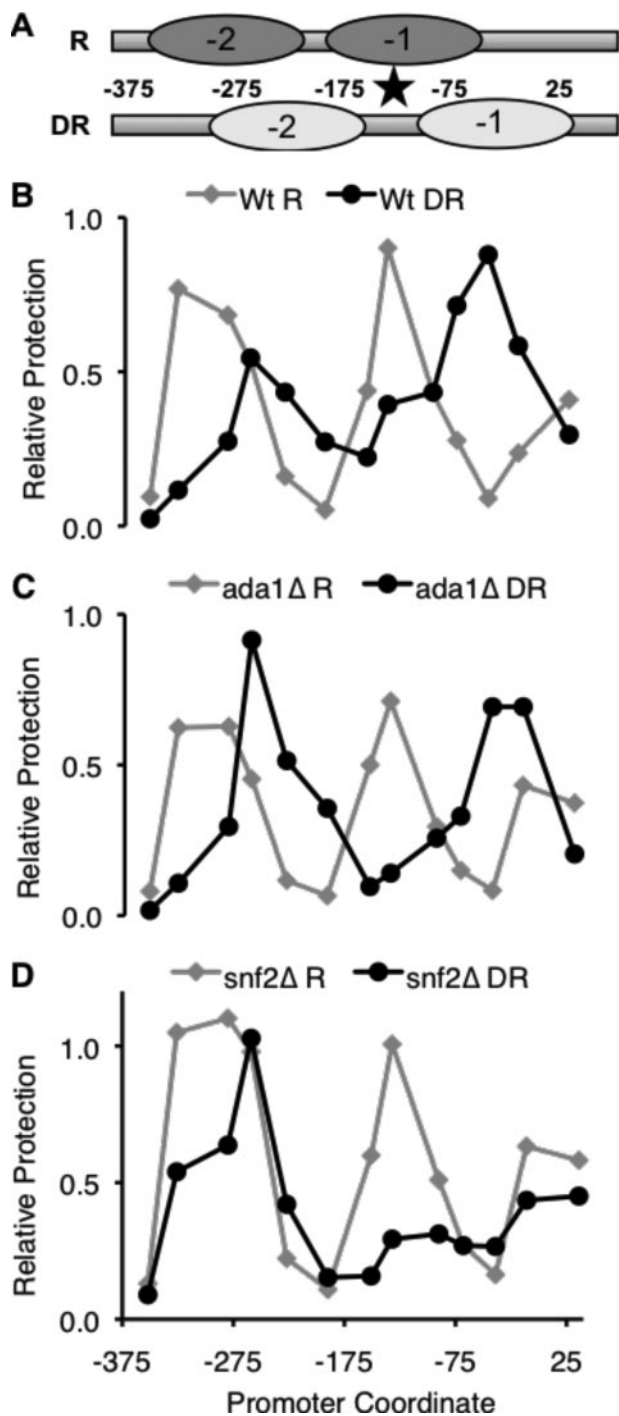 A
R -2 -1
-375 -275 -175 -75 25
DR -2 -1
B
Wt R Wt DR
1.0
0.5
0.0
Relative Protection
C
ada1Δ R ada1Δ DR
1.0
0.5
0.0
Relative Protection
D
snf2Δ R snf2Δ DR
1.0
0.5
0.0
Relative Protection
-375 -275 -175 -75 25
Promoter Coordinate